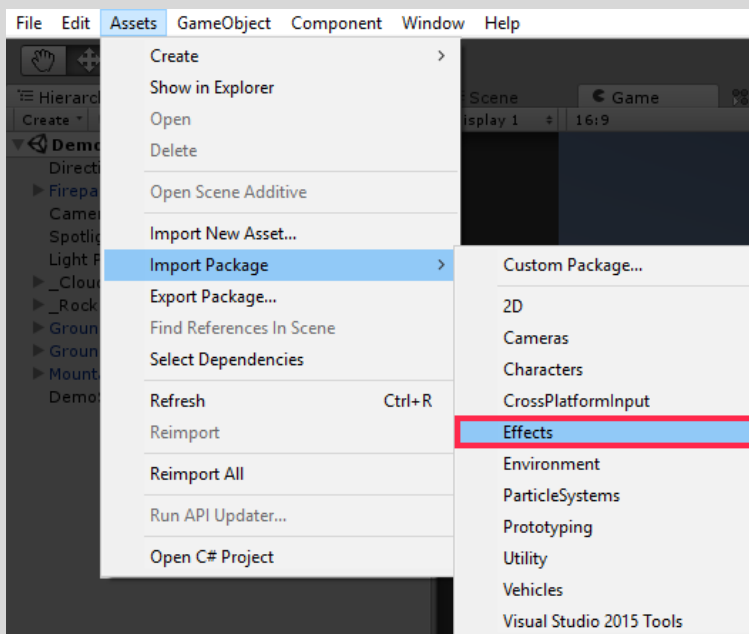 File Edit Assets GameObject Component Window Help
Hierarc
Create
Scene
Game
isplay 1
16:9
Demo
Directi
Firepa
Camer
Spotlig
Light P
_Clou
_Rock
Groun
Groun
Mount
Demo
Create
Show in Explorer
Open
Delete
Open Scene Additive
Import New Asset...
Import Package
Export Package...
Find References In Scene
Select Dependencies
Refresh Ctrl+R
Reimport
Reimport All
Run API Updater...
Open C# Project
Custom Package...
2D
Cameras
Characters
CrossPlatformInput
Effects
Environment
ParticleSystems
Prototyping
Utility
Vehicles
Visual Studio 2015 Tools